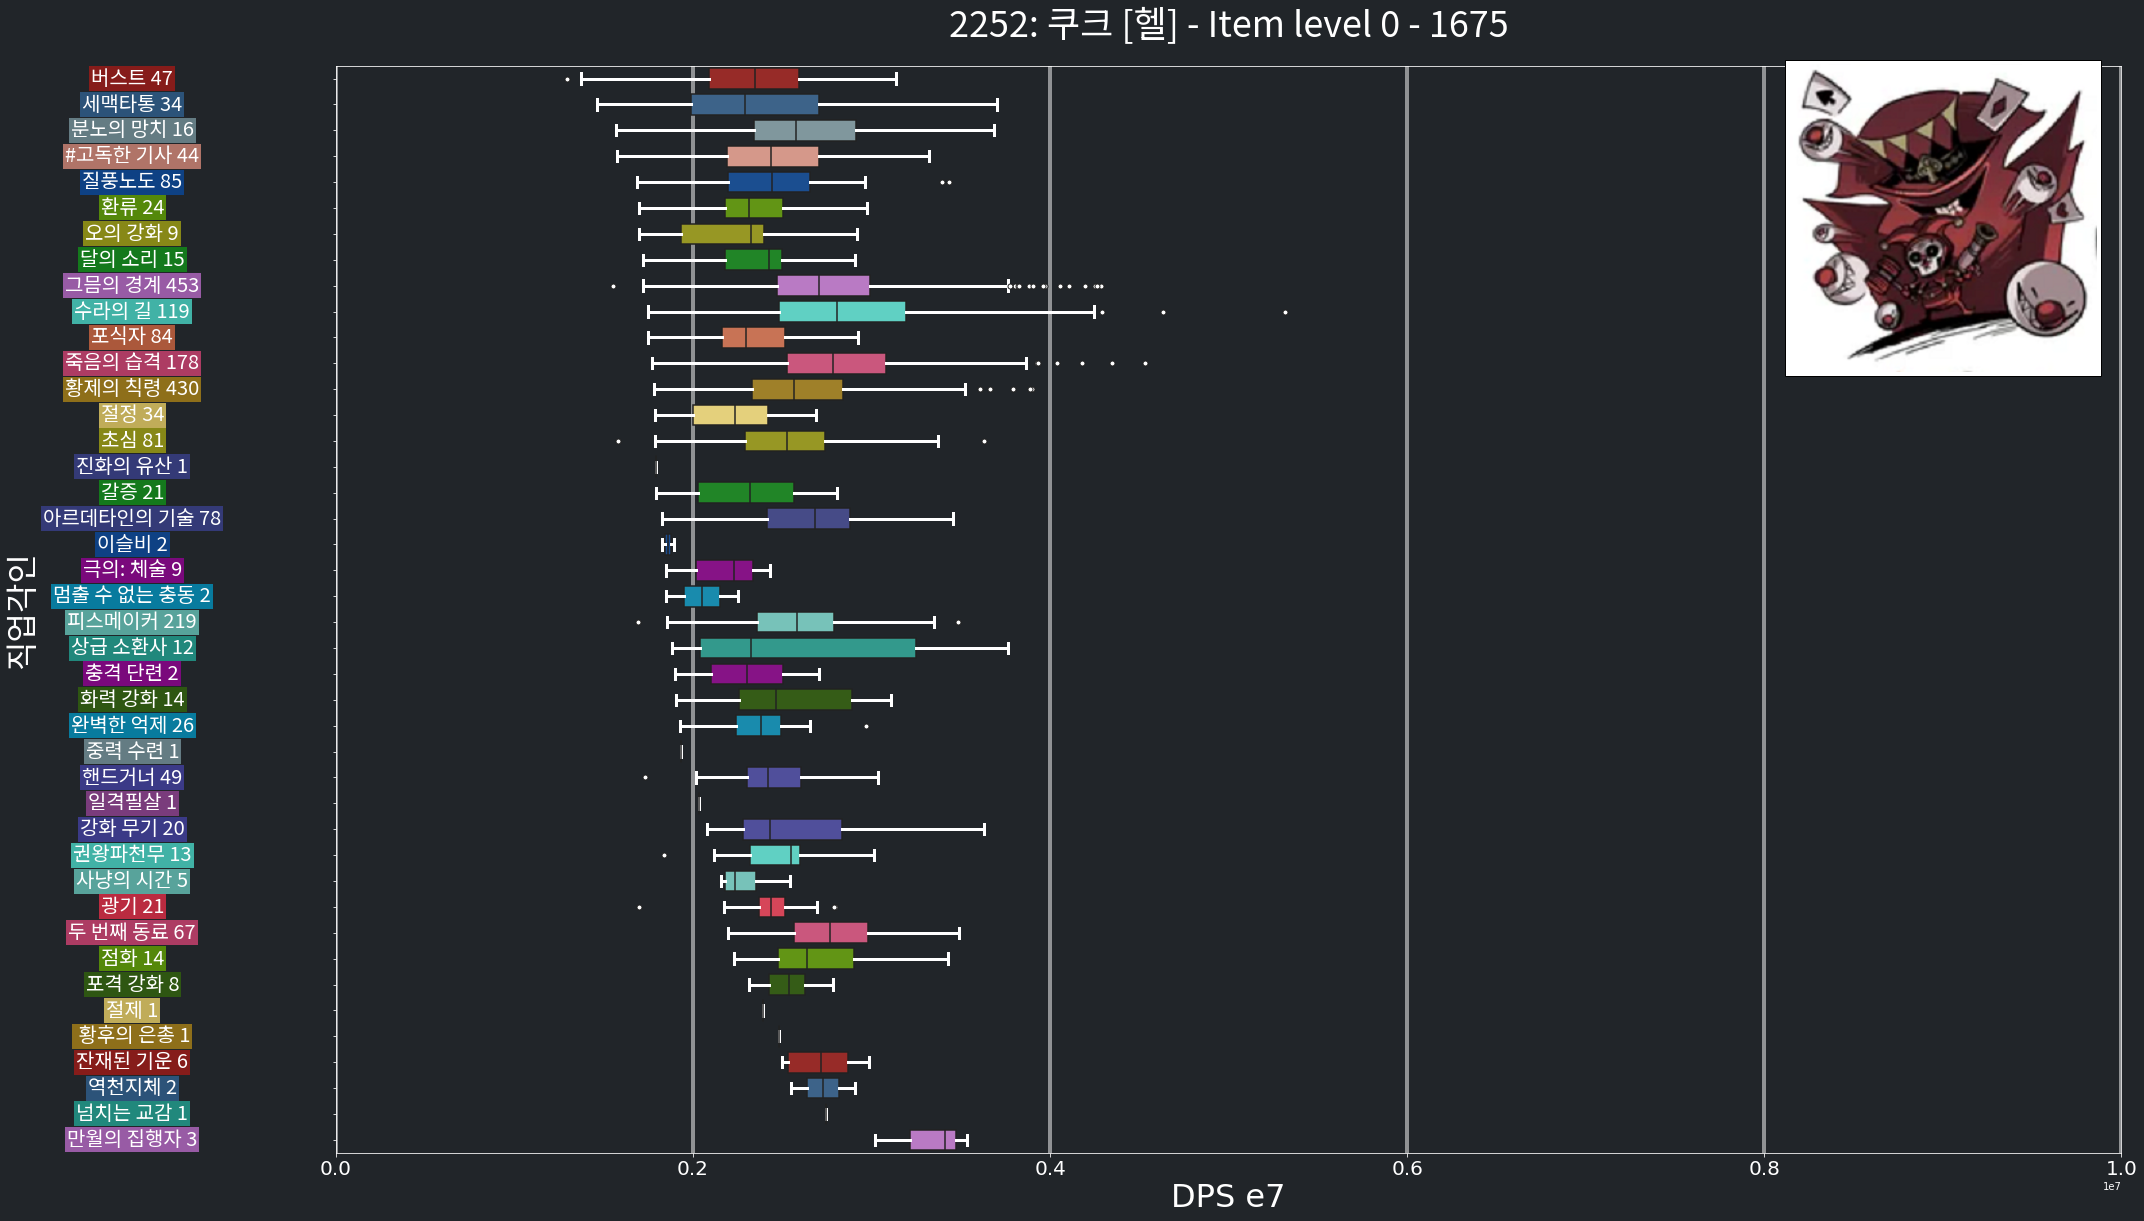 2252: 쿠크 [헬] - Item level 0 - 1675
직업각인
버스트 47
세맥타통 34
분노의 망치 16
#고독한 기사 44
질풍노도 85
환류 24
오의 강화 9
달의 소리 15
그믐의 경계 453
수라의 길 119
포식자 84
죽음의 습격 178
황제의 칙령 430
절정 34
초심 81
진화의 유산 1
갈증 21
아르데타인의 기술 78
이슬비 2
극의: 체술 9
멈출 수 없는 충동 2
피스메이커 219
상급 소환사 12
충격 단련 2
화력 강화 14
완벽한 억제 26
중력 수련 1
핸드거너 49
일격필살 1
강화 무기 20
권왕파천무 13
사냥의 시간 5
광기 21
두 번째 동료 67
점화 14
포격 강화 8
절제 1
황후의 은총 1
잔재된 기운 6
역천지체 2
넘치는 교감 1
만월의 집행자 3
0.0 0.2 0.4 0.6 0.8 1.0
1e7
DPS e7